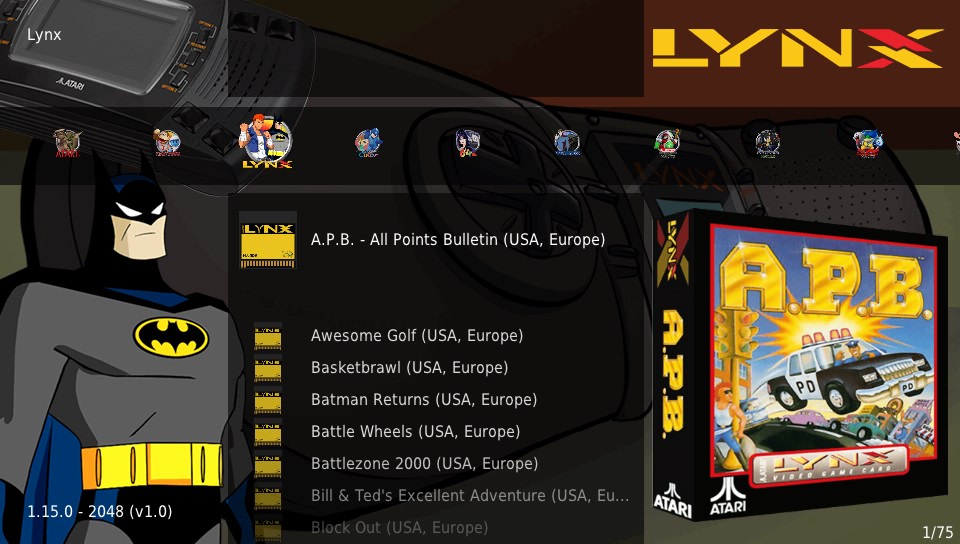 Lynx
LYNX
ATARI
LYNX
LYNX
A.P.B. - All Points Bulletin (USA, Europe)
Awesome Golf (USA, Europe)
Basketbrawl (USA, Europe)
Batman Returns (USA, Europe)
Battle Wheels (USA, Europe)
Battlezone 2000 (USA, Europe)
Bill & Ted's Excellent Adventure (USA, Eu...
Block Out (USA, Europe)
LYNX
A.P.B.
ATARI
A.P.B.
PD
PD
LYNX
VIDEO GAME CARD
ATARI
1.15.0 - 2048 (v1.0)
1/75